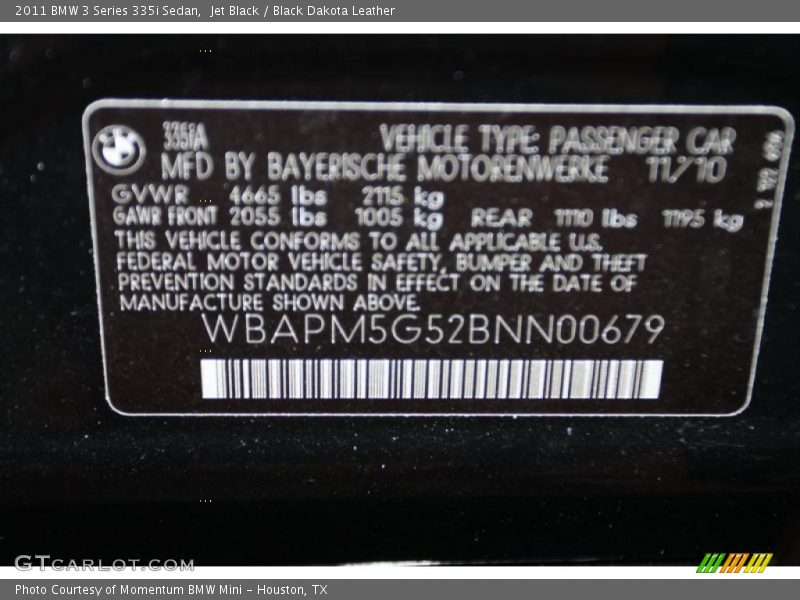 2011 BMW 3 Series 335i Sedan, Jet Black / Black Dakota Leather
335iA VEHICLE TYPE: PASSENGER CAR
MFD BY BAYERISCHE MOTORENWERKE 11/10
GVWR 4665 lbs 2115 kg
GAWR FRONT 2055 lbs 1005 kg REAR 1110 lbs 1195 kg
THIS VEHICLE CONFORMS TO ALL APPLICABLE U.S.
FEDERAL MOTOR VEHICLE SAFETY, BUMPER AND THEFT
PREVENTION STANDARDS IN EFFECT ON THE DATE OF
MANUFACTURE SHOWN ABOVE.
WBAPM5G52BNN00679
GTCARLOT.COM
Photo Courtesy of Momentum BMW Mini – Houston, TX